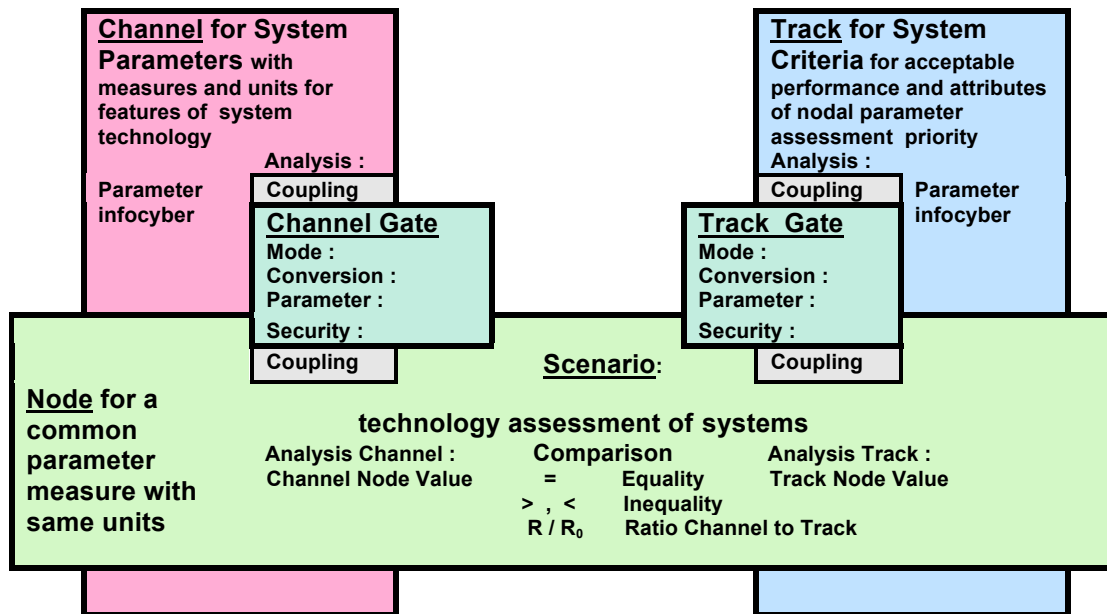 Channel for System
Parameters with
measures and units for
features of system
technology
Analysis :
Parameter
infocyber
Coupling
Channel Gate
Mode :
Conversion :
Parameter :
Security :
Coupling
Track for System
Criteria for acceptable
performance and attributes
of nodal parameter
assessment priority
Analysis :
Coupling
Parameter
infocyber
Track Gate
Mode :
Conversion :
Parameter :
Security :
Coupling
Scenario:
Node for a
common
parameter
measure with
same units
technology assessment of systems
Analysis Channel :
Channel Node Value
Comparison
= Equality
> , < Inequality
R / R₀ Ratio Channel to Track
Analysis Track :
Track Node Value